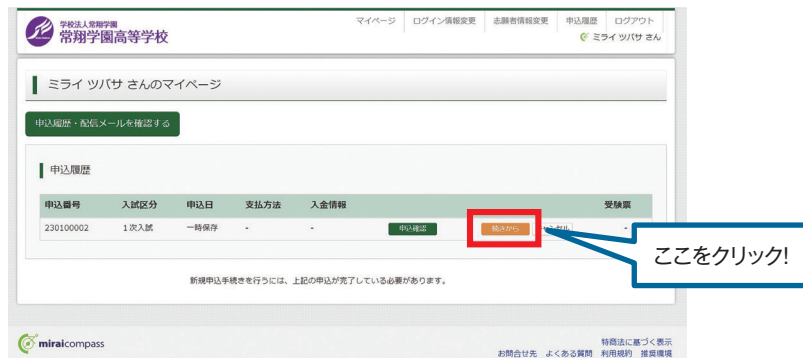 学校法人常翔学園
常翔学園高等学校
マイページ ログイン情報変更 志願者情報変更 申込履歴 ログアウト
ミライ ツバサ さん
ミライ ツバサ さんのマイページ
申込履歴・配信メールを確認する
申込履歴
申込番号 入試区分 申込日 支払方法 入金情報 受験票
230100002 1次入試 一時保存 - - 申込確認 続きから -
ここをクリック!
新規申込手続きを行うには、上記の申込が完了している必要があります。
miraicompass
特商法に基づく表示
お問合せ先 よくある質問 利用規約 推奨環境